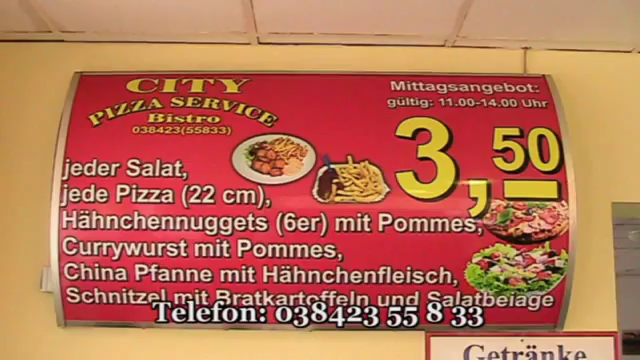 CITY
PIZZA SERVICE
Bistro
038423(55833)
Mittagsangebot:
gültig: 11.00-14.00 Uhr
3,50
jeder Salat,
jede Pizza (22 cm),
Hähnchennuggets (6er) mit Pommes,
Currywurst mit Pommes,
China Pfanne mit Hähnchenfleisch,
Schnitzel mit Bratkartoffeln und Salatbeilage
Telefon: 038423 55 8 33
Getränke